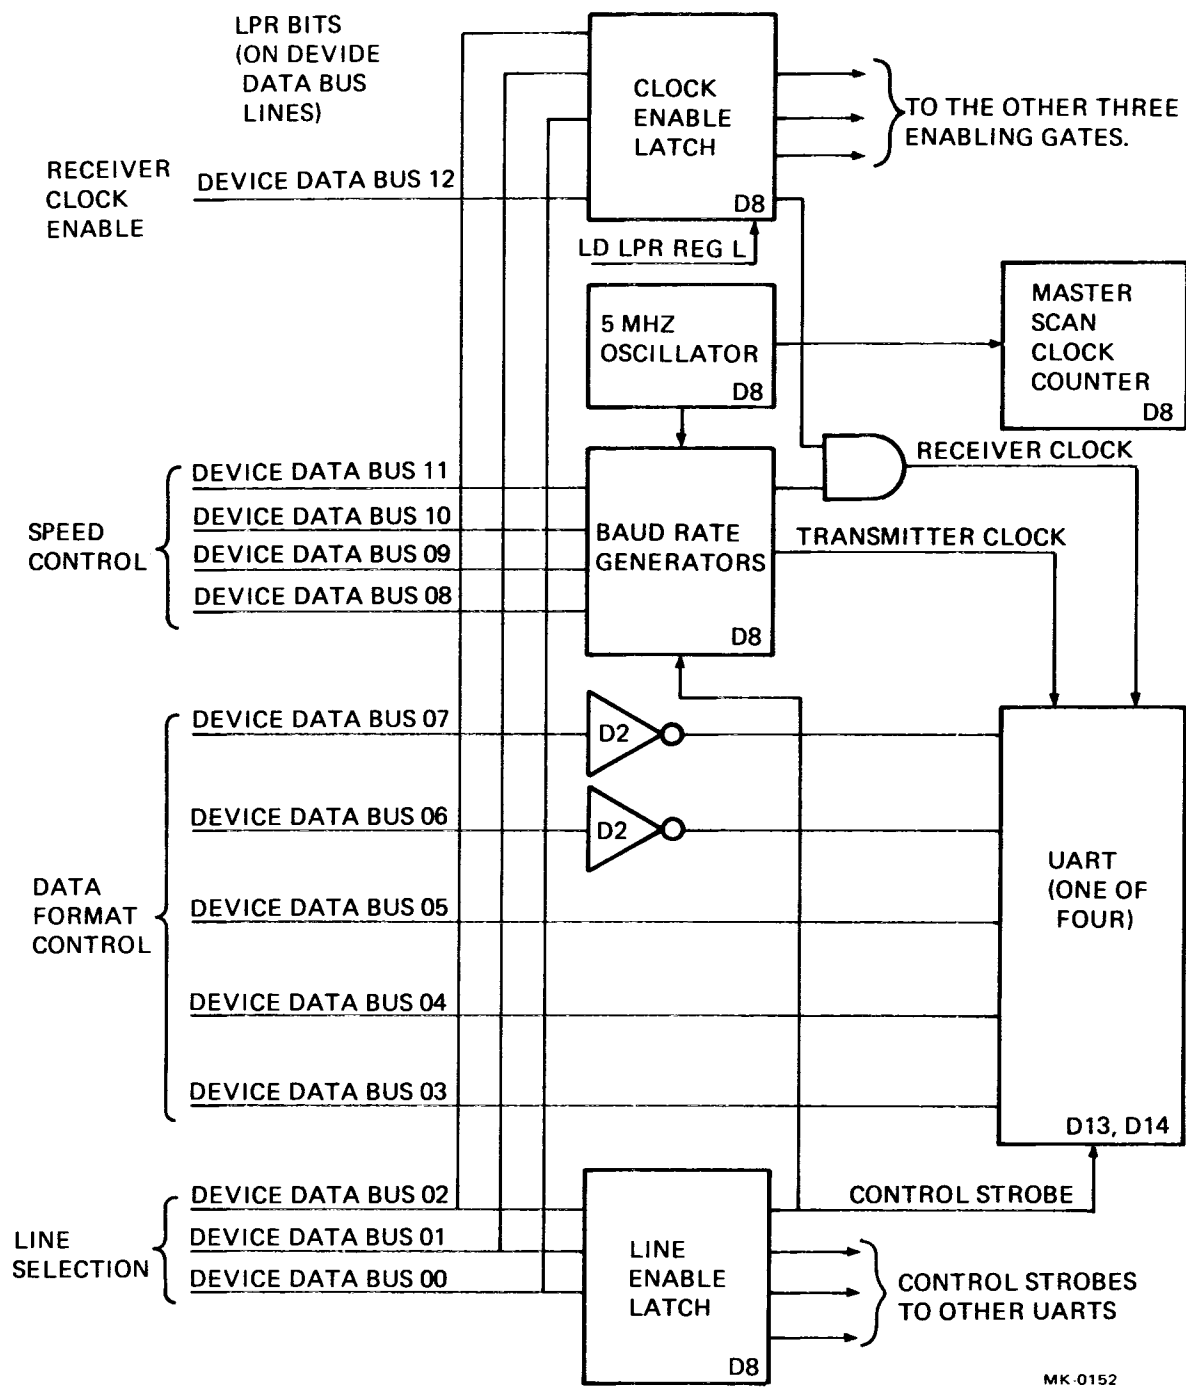 LPR BITS
(ON DEVIDE
DATA BUS
LINES)
RECEIVER
CLOCK
ENABLE
DEVICE DATA BUS 12
CLOCK
ENABLE
LATCH
D8
TO THE OTHER THREE
ENABLING GATES.
LD LPR REG L
5 MHZ
OSCILLATOR
D8
MASTER
SCAN
CLOCK
COUNTER
D8
SPEED
CONTROL
DEVICE DATA BUS 11
DEVICE DATA BUS 10
DEVICE DATA BUS 09
DEVICE DATA BUS 08
BAUD RATE
GENERATORS
D8
RECEIVER CLOCK
TRANSMITTER CLOCK
DATA
FORMAT
CONTROL
DEVICE DATA BUS 07
D2
DEVICE DATA BUS 06
D2
DEVICE DATA BUS 05
DEVICE DATA BUS 04
DEVICE DATA BUS 03
UART
(ONE OF
FOUR)
D13, D14
LINE
SELECTION
DEVICE DATA BUS 02
DEVICE DATA BUS 01
DEVICE DATA BUS 00
LINE
ENABLE
LATCH
D8
CONTROL STROBE
CONTROL STROBES
TO OTHER UARTS
MK-0152